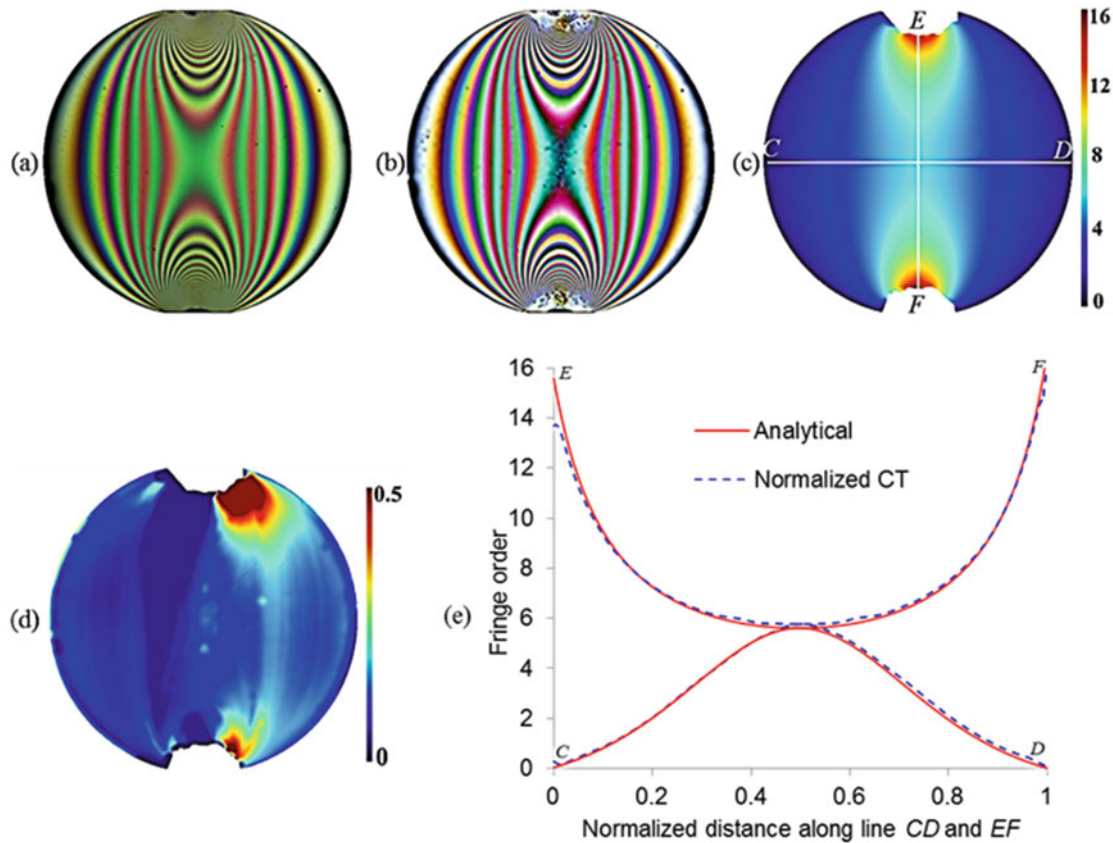 (a)
(b)
(c)
E
C
D
F
16
12
8
4
0
(d)
0.5
0
(e)
Fringe order
16
14
12
10
8
6
4
2
0
E
F
Analytical
Normalized CT
C
D
0
0.2
0.4
0.6
0.8
1
Normalized distance along line CD and EF